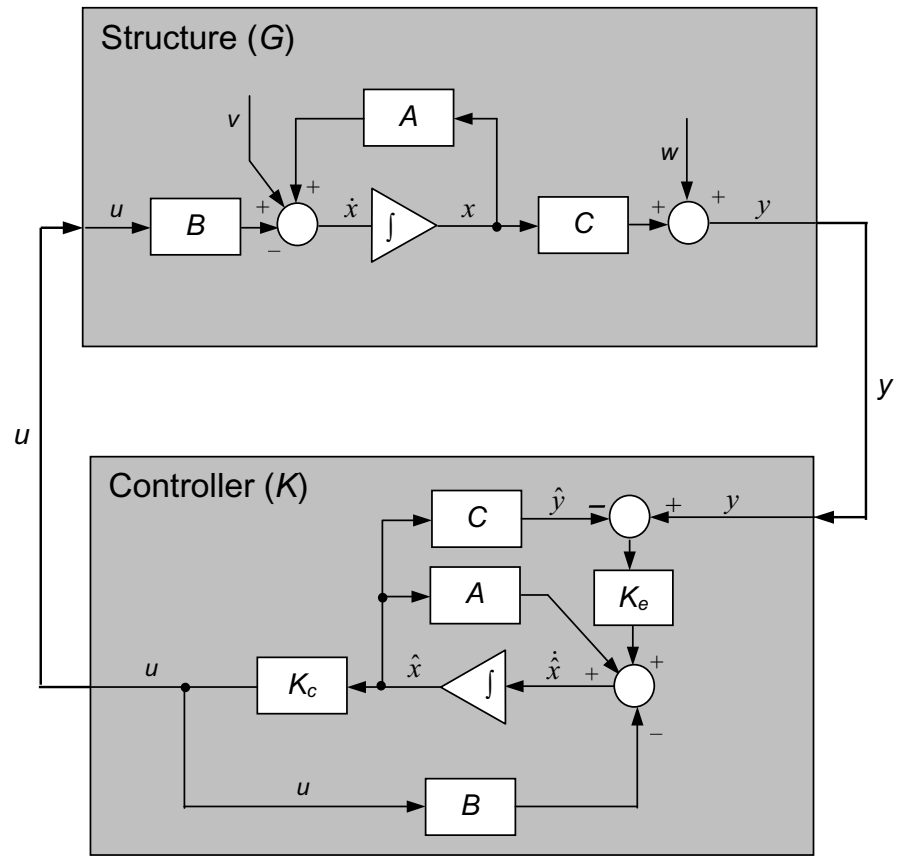 Structure (G)
A
v
w
+
u
B
+
ẋ
∫
x
C
+
+
y
−
y
u
Controller (K)
C
ŷ
−
+
y
A
Kₑ
u
K꜀
x̂
∫
x̂̇
+
+
−
u
B